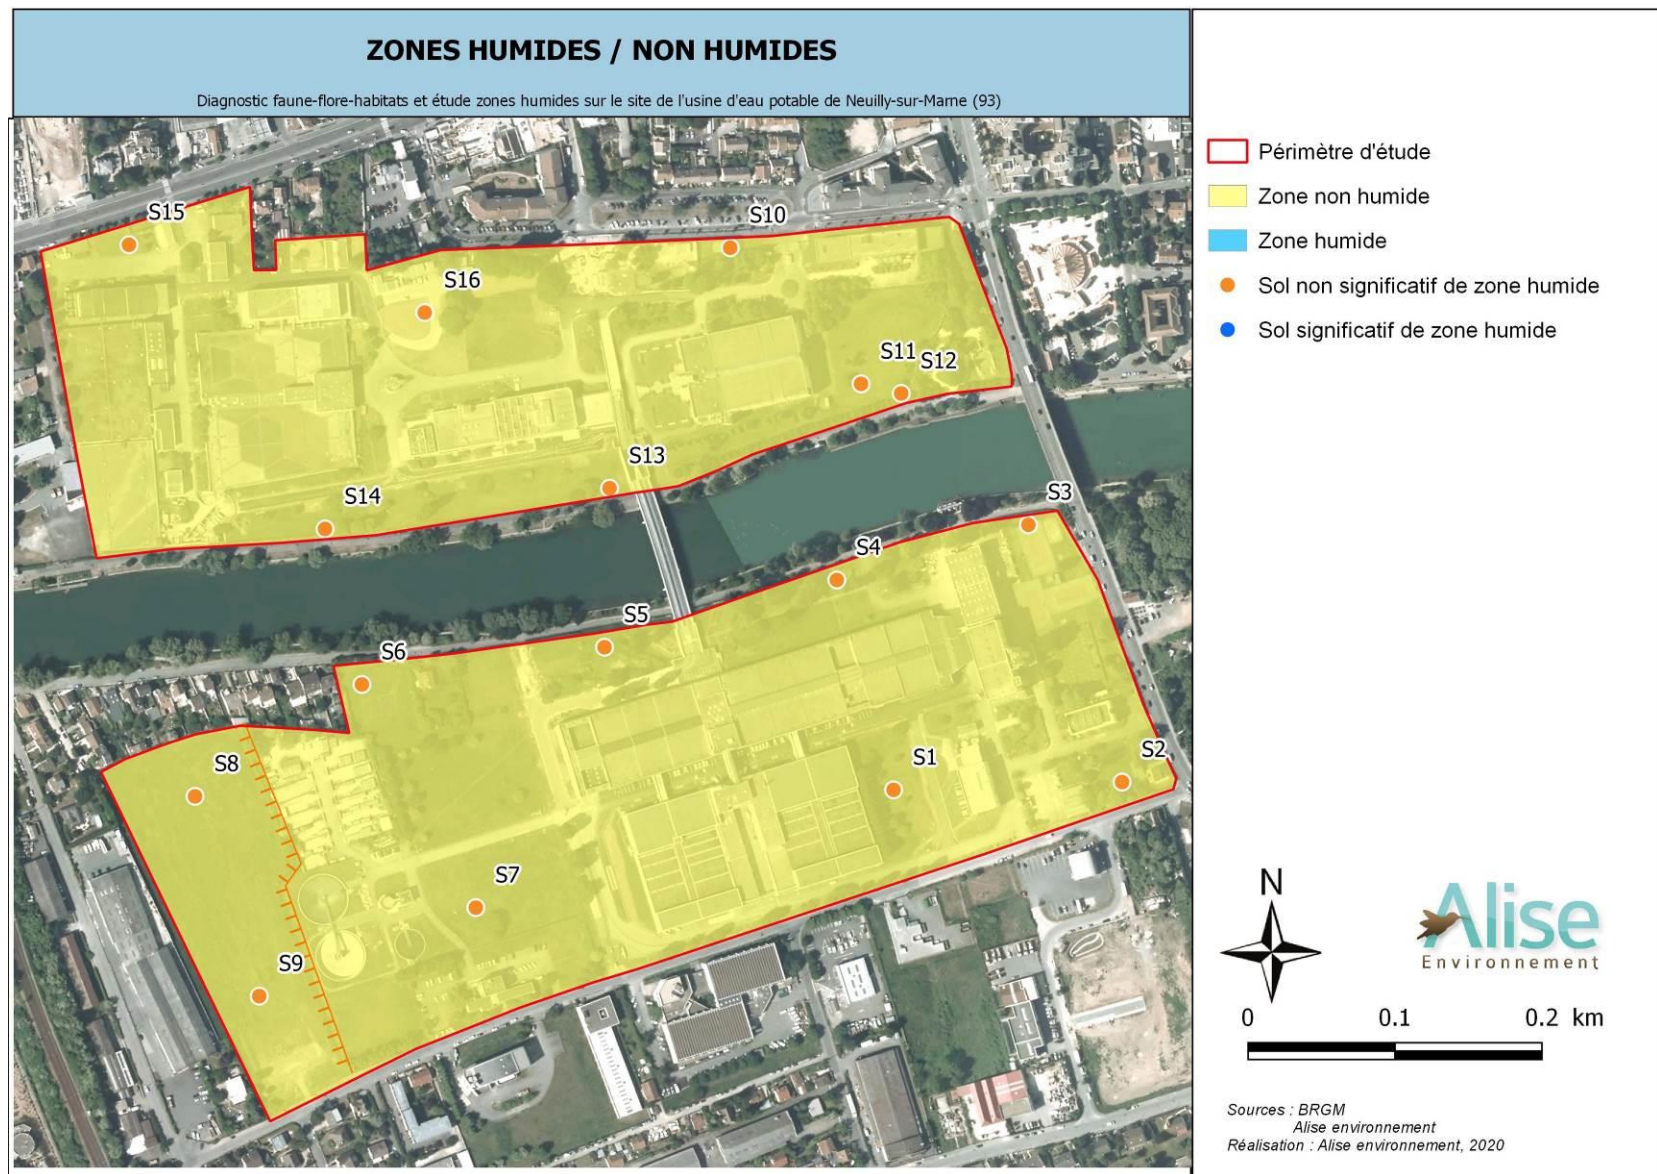 ZONES HUMIDES / NON HUMIDES
Diagnostic faune-flore-habitats et étude zones humides sur le site de l'usine d'eau potable de Neuilly-sur-Marne (93)
Périmètre d'étude
Zone non humide
Zone humide
Sol non significatif de zone humide
Sol significatif de zone humide
S15
S10
S16
S11
S12
S13
S14
S3
S4
S5
S6
S8
S1
S2
S7
S9
N
Alise
Environnement
0 0.1 0.2 km
Sources : BRGM
Alise environnement
Réalisation : Alise environnement, 2020